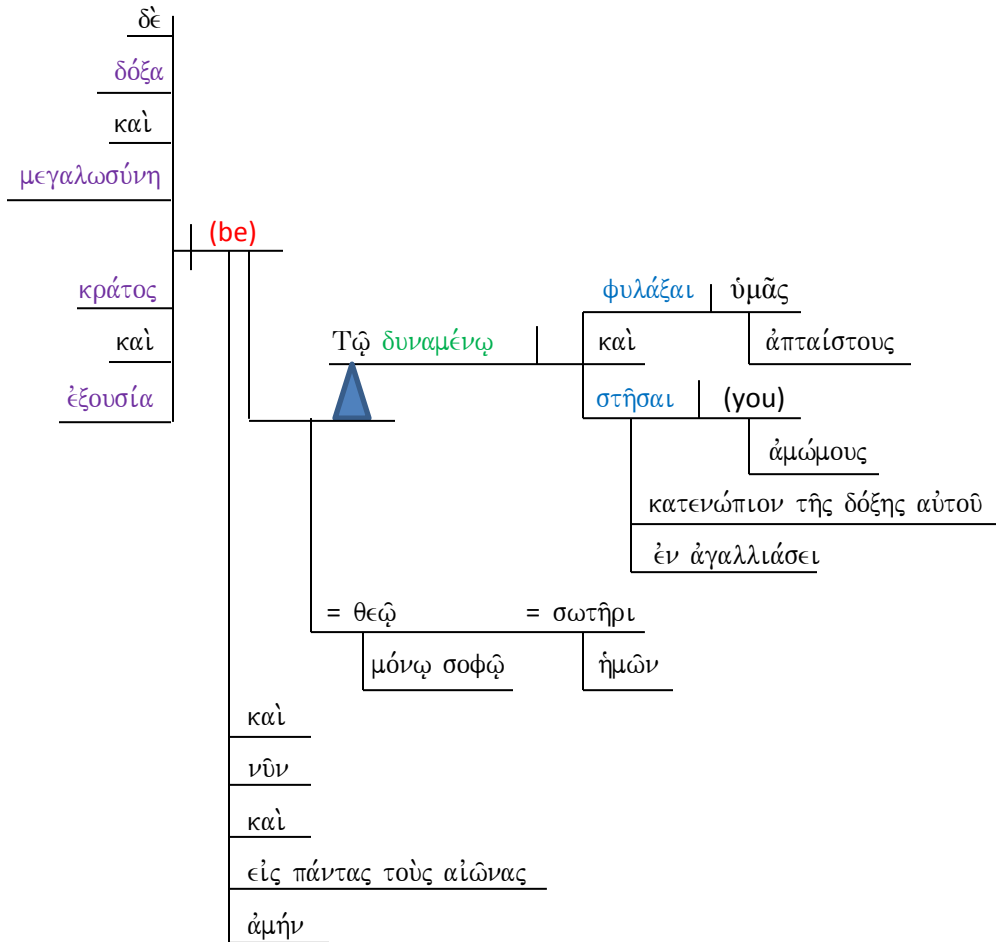 δὲ
δόξα
καὶ
μεγαλωσύνη
(be)
κράτος
καὶ
ἐξουσία
Τῷ δυναμένῳ
φυλάξαι ὑμᾶς
ἀπταίστους
καὶ
στῆσαι (you)
ἀμώμους
κατενώπιον τῆς δόξης αὐτοῦ
ἐν ἀγαλλιάσει
= θεῷ = σωτῆρι
μόνῳ σοφῷ ἡμῶν
καὶ
νῦν
καὶ
εἰς πάντας τοὺς αἰῶνας
ἀμήν